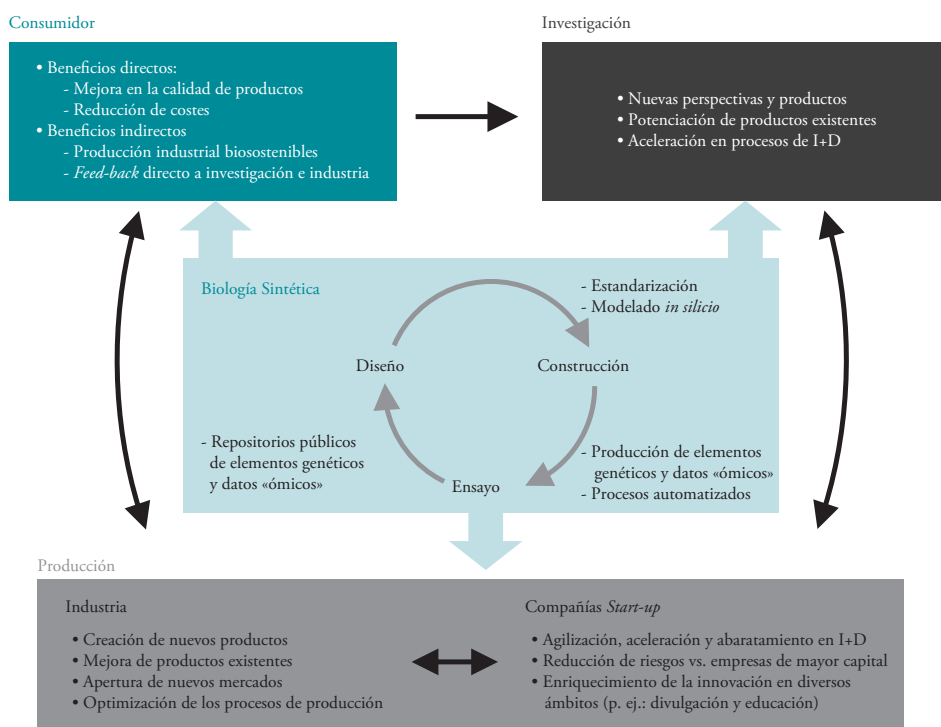 Consumidor
• Beneficios directos:
- Mejora en la calidad de productos
- Reducción de costes
• Beneficios indirectos
- Producción industrial biosostenibles
- Feed-back directo a investigación e industria
Investigación
• Nuevas perspectivas y productos
• Potenciación de productos existentes
• Aceleración en procesos de I+D
Biología Sintética
- Estandarización
- Modelado in silicio
Diseño
Construcción
- Repositorios públicos
de elementos genéticos
y datos «ómicos»
Ensayo
- Producción de elementos
genéticos y datos «ómicos»
- Procesos automatizados
Producción
Industria
• Creación de nuevos productos
• Mejora de productos existentes
• Apertura de nuevos mercados
• Optimización de los procesos de producción
Compañías Start-up
• Agilización, aceleración y abaratamiento en I+D
• Reducción de riesgos vs. empresas de mayor capital
• Enriquecimiento de la innovación en diversos
ámbitos (p. ej.: divulgación y educación)